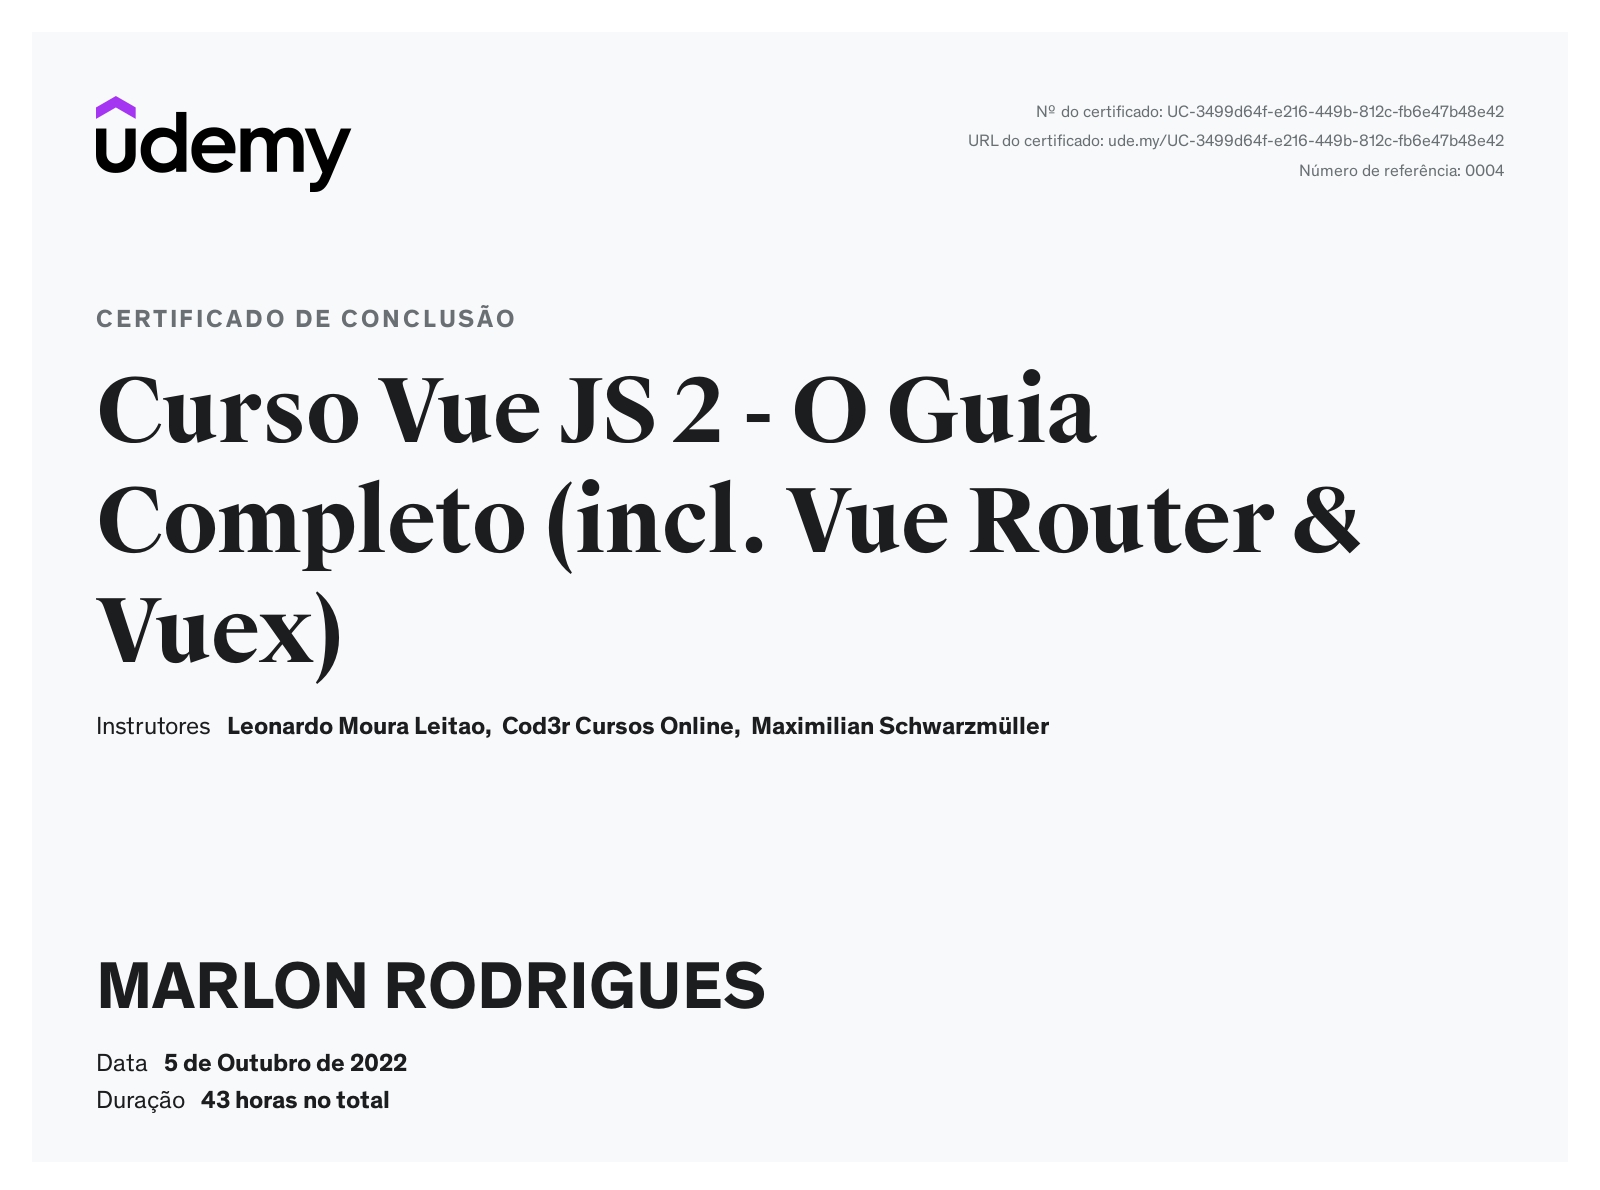 udemy
Nº do certificado: UC-3499d64f-e216-449b-812c-fb6e47b48e42
URL do certificado: ude.my/UC-3499d64f-e216-449b-812c-fb6e47b48e42
Número de referência: 0004
CERTIFICADO DE CONCLUSÃO
Curso Vue JS 2 - O Guia
Completo (incl. Vue Router &
Vuex)
Instrutores Leonardo Moura Leitao, Cod3r Cursos Online, Maximilian Schwarzmüller
MARLON RODRIGUES
Data 5 de Outubro de 2022
Duração 43 horas no total